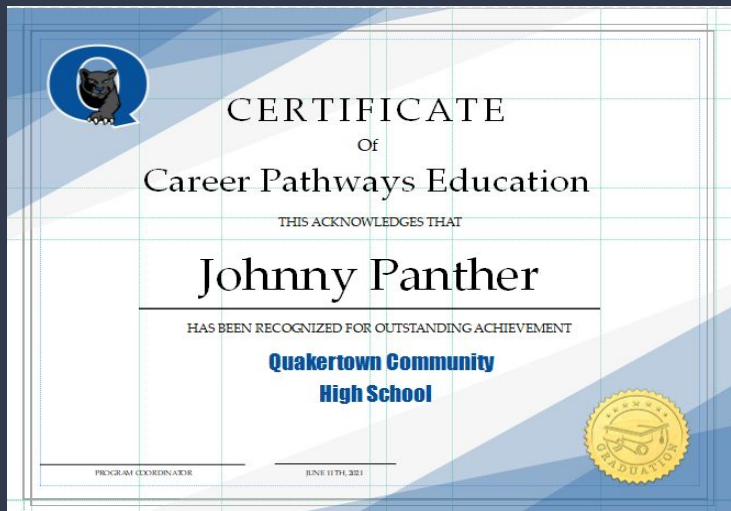 Q
CERTIFICATE
Of
Career Pathways Education
THIS ACKNOWLEDGES THAT
Johnny Panther
HAS BEEN RECOGNIZED FOR OUTSTANDING ACHIEVEMENT
Quakertown Community
High School
PROGRAM COORDINATOR
JUNE 11TH, 2021
GRADUATION